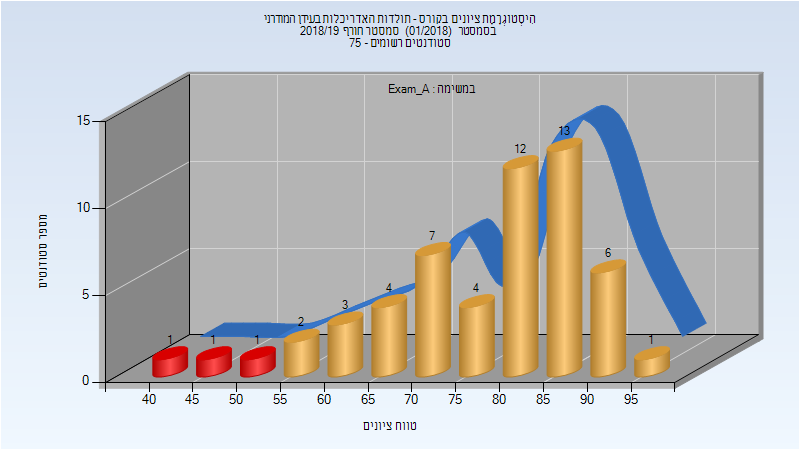 הִיסְטוֹגְרָמַת ציונים בקורס - תולדות האדריכלות בעידן המודרני
בסמסטר (01/2018) סמסטר חורף 2018/19
סטודנטים רשומים - 75
במשימה : Exam_A
מספר סטודנטים
15
10
5
0
1
1
1
2
3
4
7
4
12
13
6
1
40 45 50 55 60 65 70 75 80 85 90 95
טווח ציונים